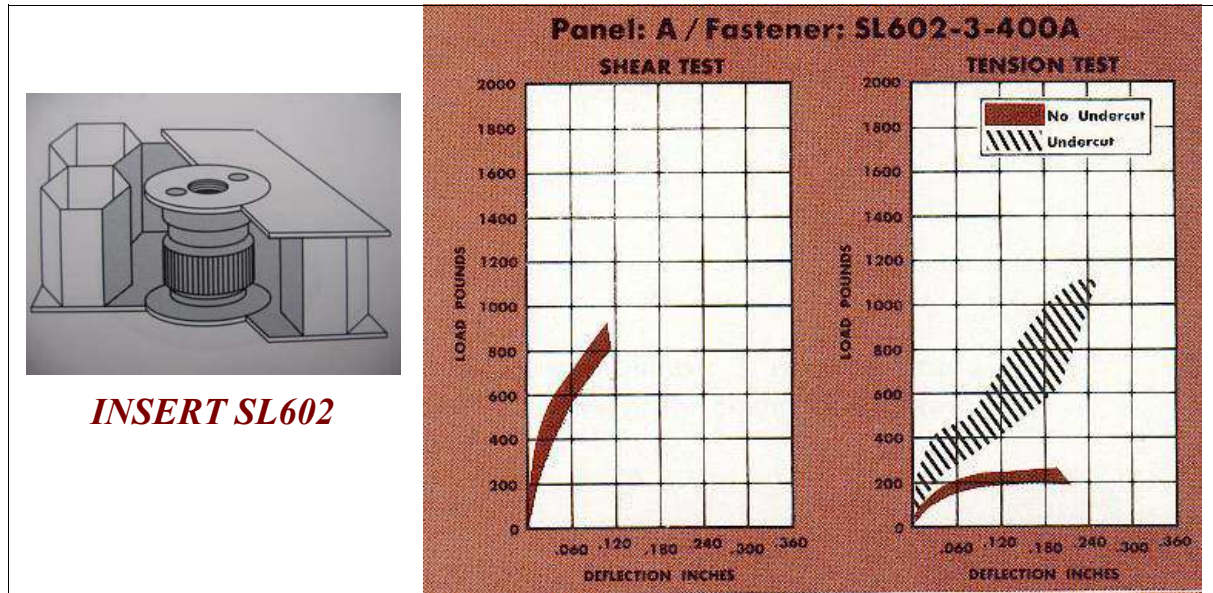 INSERT SL602
Panel: A / Fastener: SL602-3-400A
SHEAR TEST
2000
1800
1600
1400
1200
1000
800
600
400
200
0
LOAD POUNDS
.060 .120 .180 .240 .300 .360
DEFLECTION INCHES
TENSION TEST
No Undercut
Undercut
2000
1800
1600
1400
1200
1000
800
600
400
200
0
LOAD POUNDS
.060 .120 .180 .240 .300 .360
DEFLECTION INCHES